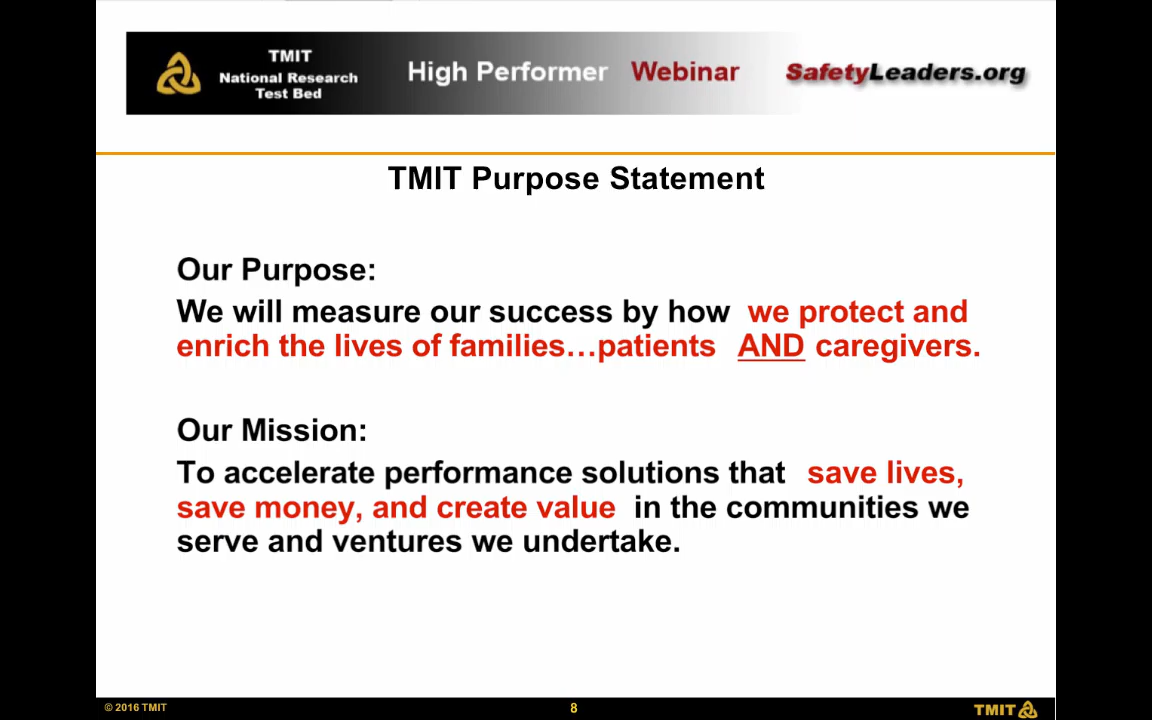 TMIT
National Research
Test Bed
High Performer Webinar
SafetyLeaders.org
TMIT Purpose Statement
Our Purpose:
We will measure our success by how we protect and
enrich the lives of families…patients AND caregivers.
Our Mission:
To accelerate performance solutions that save lives,
save money, and create value in the communities we
serve and ventures we undertake.
© 2016 TMIT
8
TMIT